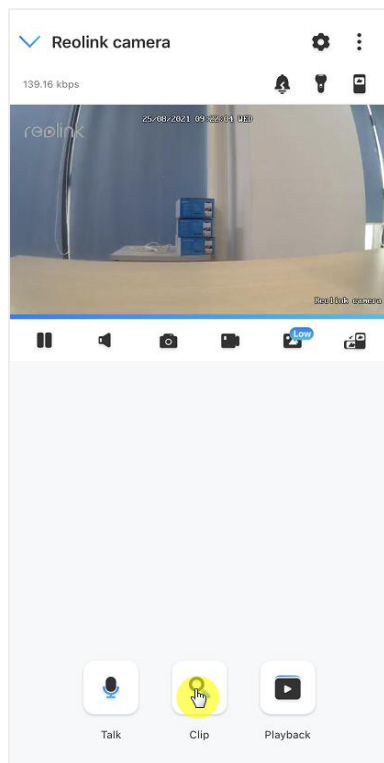 Reolink camera
139.16 kbps
reolink
25/08/2021 09:22:04 WED
Reolink camera
Low
Talk
Clip
Playback